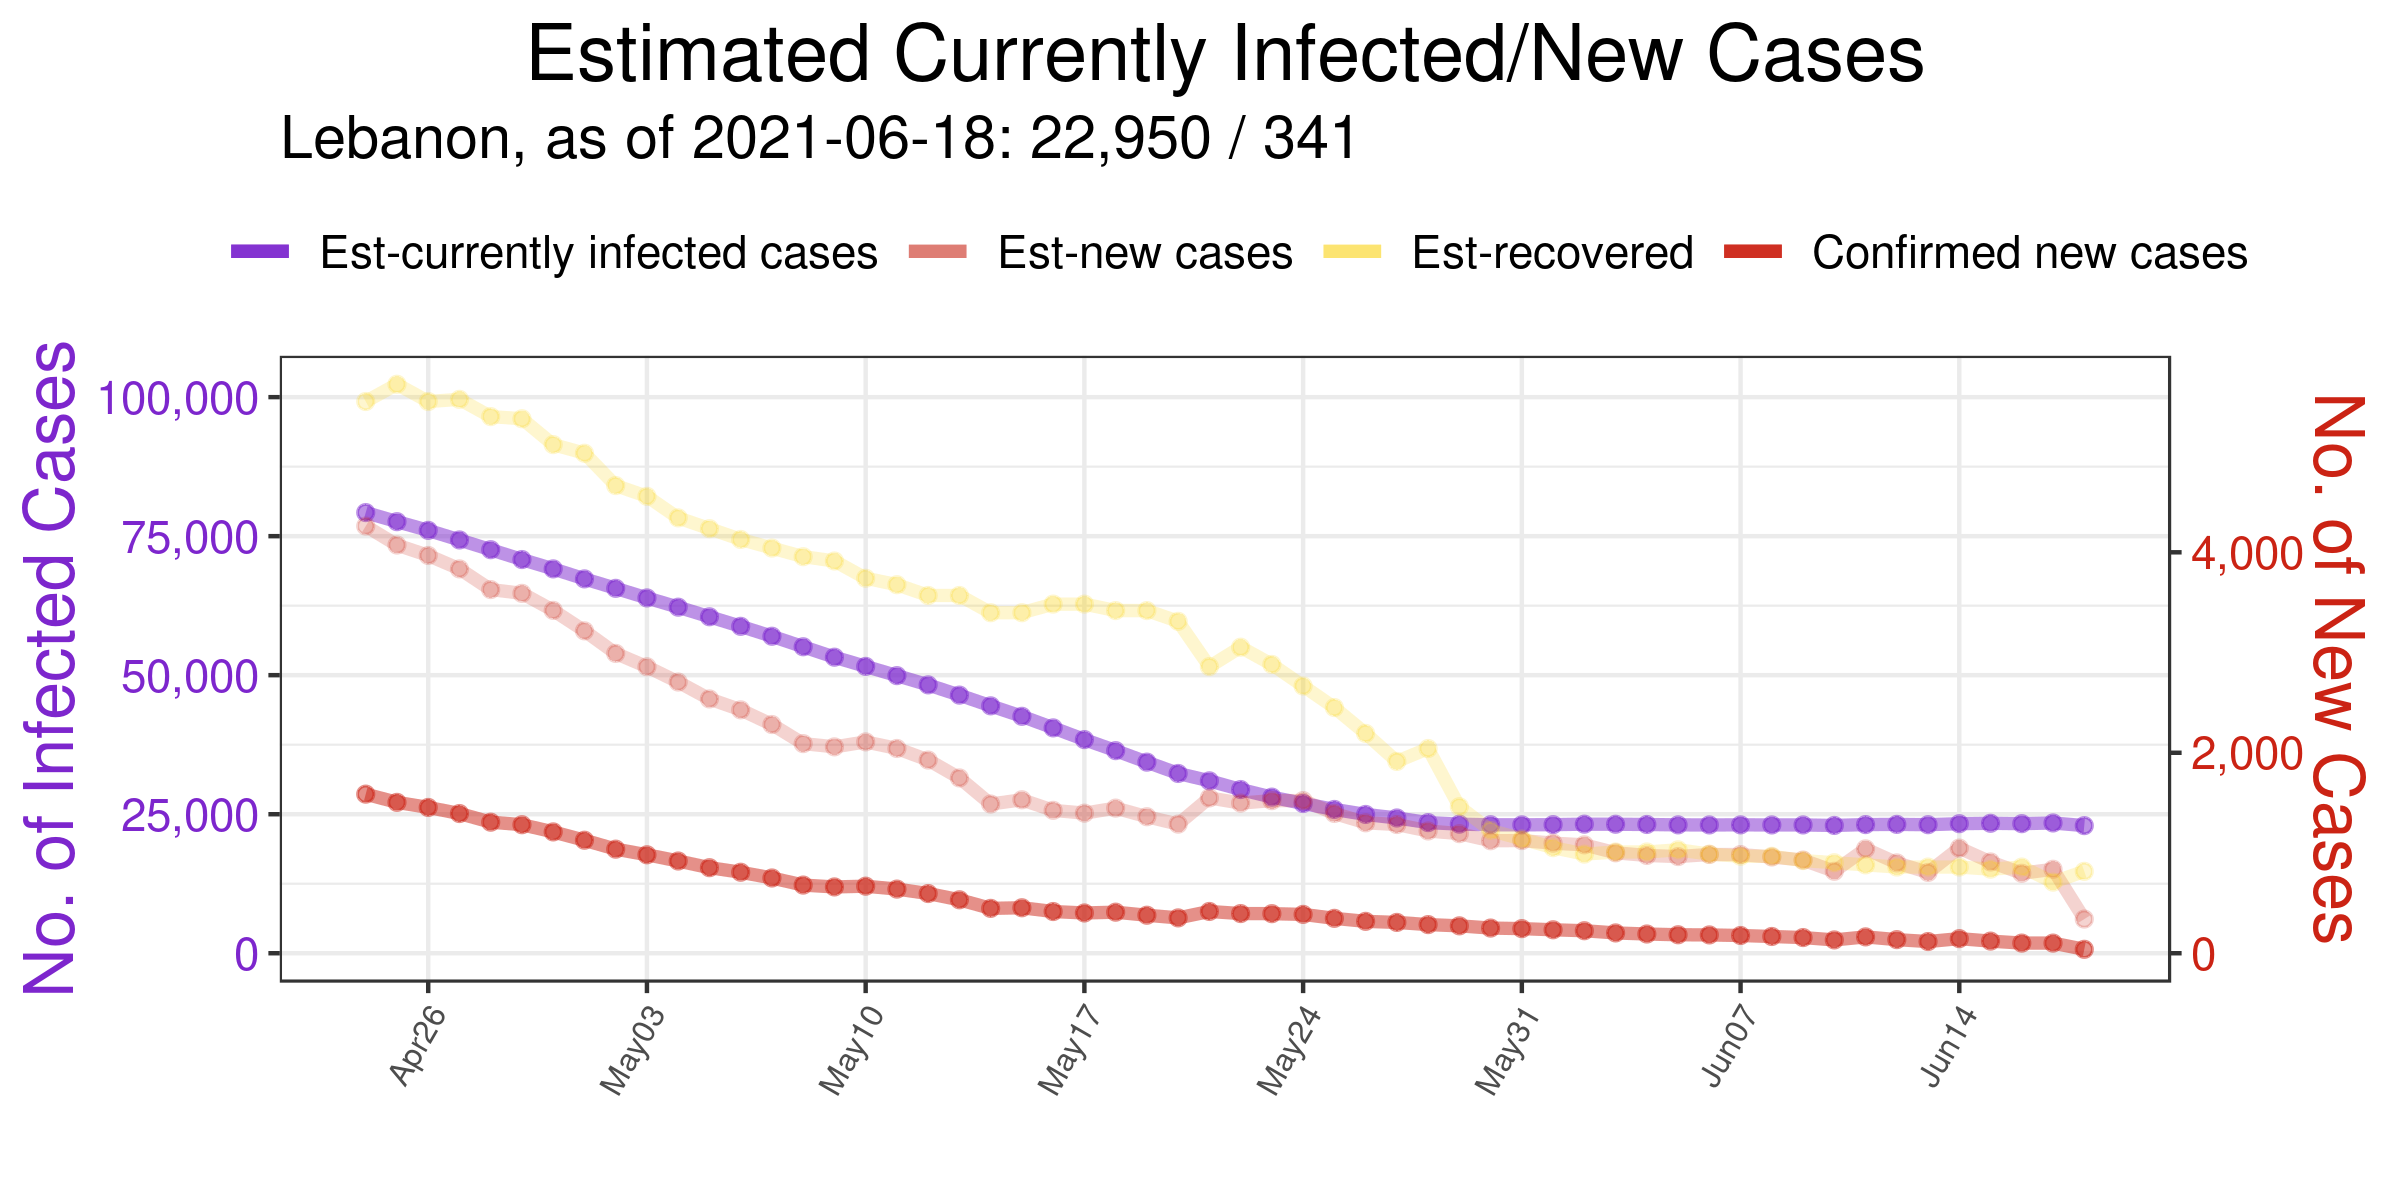 Estimated Currently Infected/New Cases
Lebanon, as of 2021-06-18: 22,950 / 341
Est-currently infected cases Est-new cases Est-recovered Confirmed new cases
No. of Infected Cases
100,000
75,000
50,000
25,000
0
4,000
2,000
0
No. of New Cases
Apr26 May03 May10 May17 May24 May31 Jun07 Jun14